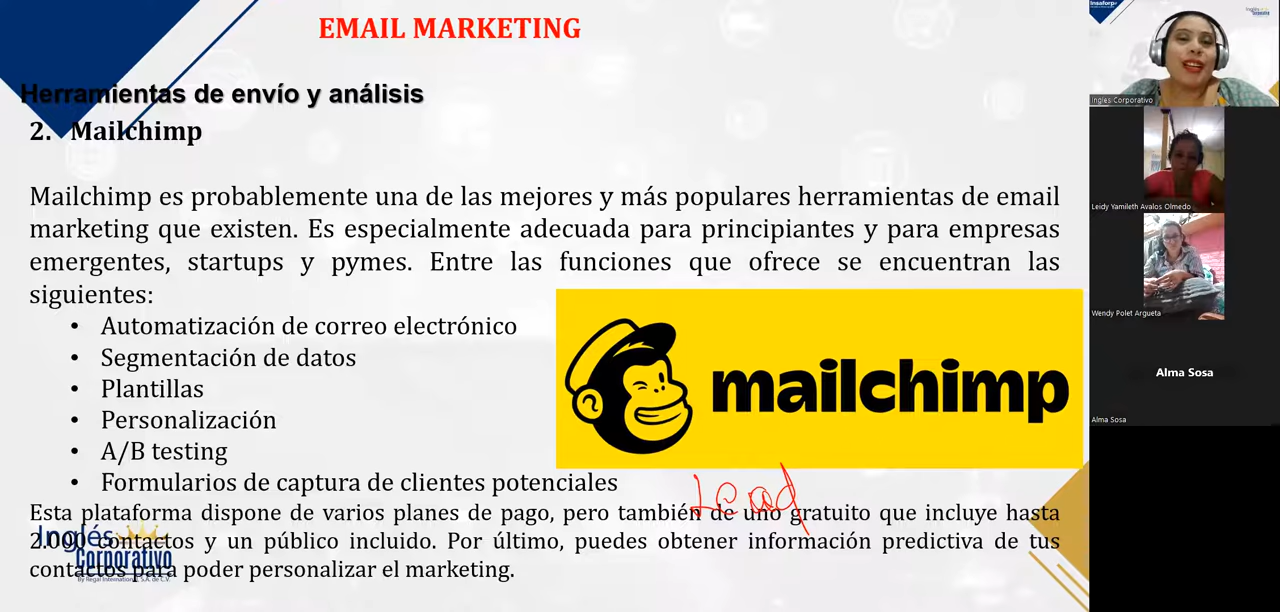 EMAIL MARKETING
Herramientas de envío y análisis
2. Mailchimp
Mailchimp es probablemente una de las mejores y más populares herramientas de email
marketing que existen. Es especialmente adecuada para principiantes y para empresas
emergentes, startups y pymes. Entre las funciones que ofrece se encuentran las
siguientes:
• Automatización de correo electrónico
• Segmentación de datos
• Plantillas
• Personalización
• A/B testing
• Formularios de captura de clientes potenciales
mailchimp
Lead
Esta plataforma dispone de varios planes de pago, pero también de uno gratuito que incluye hasta
2.000 contactos y un público incluido. Por último, puedes obtener información predictiva de tus
contactos para poder personalizar el marketing.
Inglés
Corporativo
By Regal International S.A. de C.V.
Insaforp
Ingles Corporativo
Leidy Yamileth Avalos Olmedo
Wendy Polet Argueta
Alma Sosa
Alma Sosa